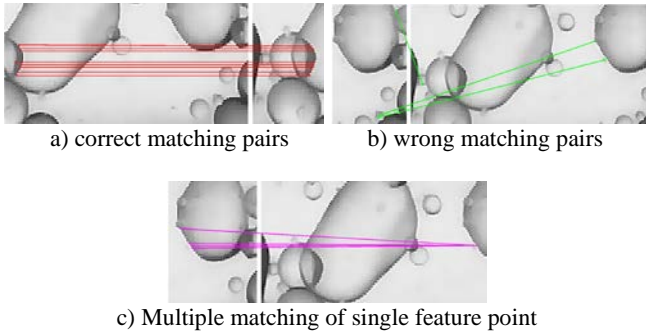 a) correct matching pairs
b) wrong matching pairs
c) Multiple matching of single feature point